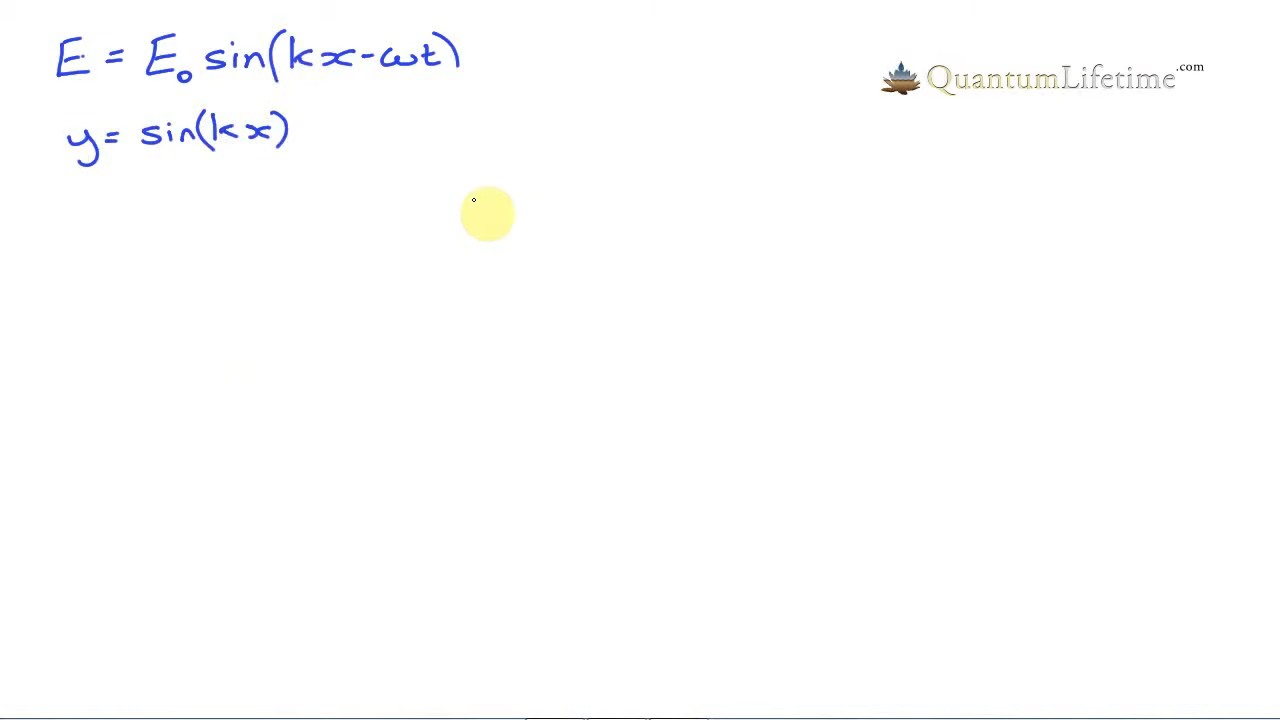 E = E₀ sin(kx-ωt)
QuantumLifetime.com
y= sin(kx)